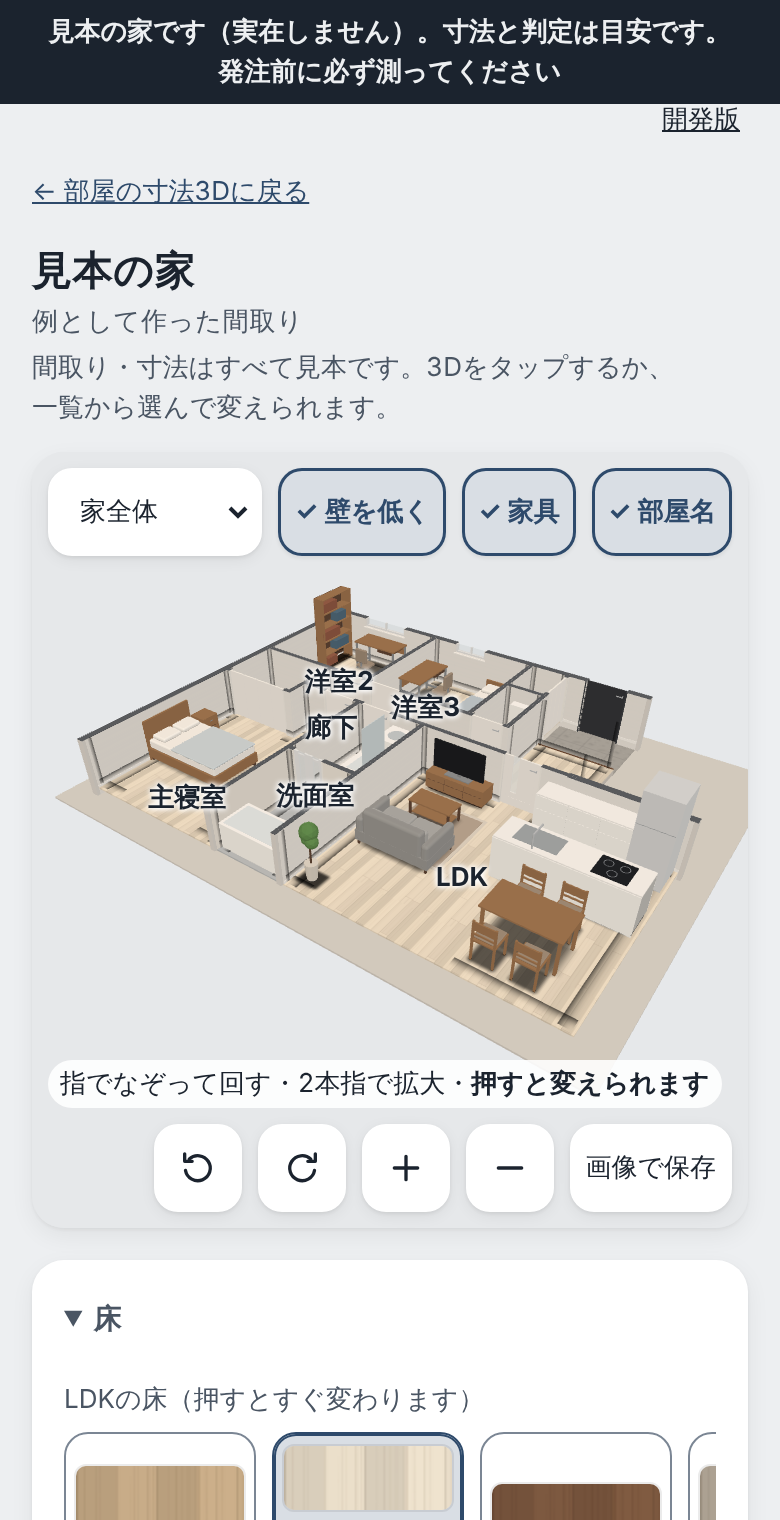 見本の家です（実在しません）。寸法と判定は目安です。
発注前に必ず測ってください
開発版
← 部屋の寸法3Dに戻る
見本の家
例として作った間取り
間取り・寸法はすべて見本です。3Dをタップするか、
一覧から選んで変えられます。
家全体
壁を低く
家具
部屋名
洋室2
洋室3
廊下
主寝室
洗面室
LDK
指でなぞって回す・2本指で拡大・押すと変えられます
画像で保存
▼ 床
LDKの床（押すとすぐ変わります）